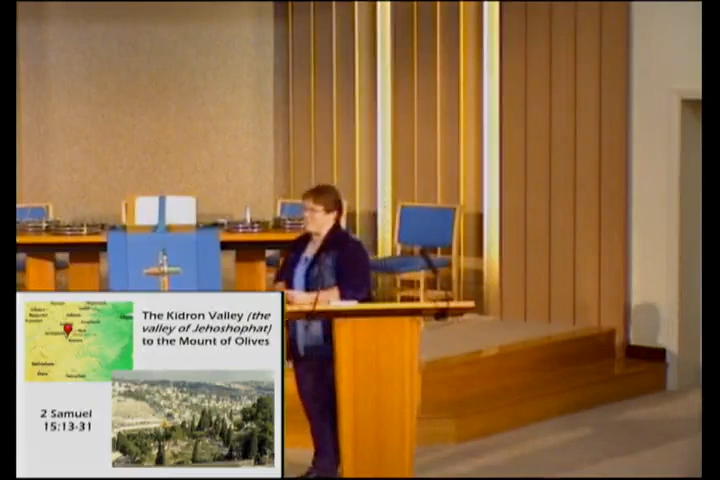 The Kidron Valley (the
valley of Jehoshophat)
to the Mount of Olives
2 Samuel
15:13-31